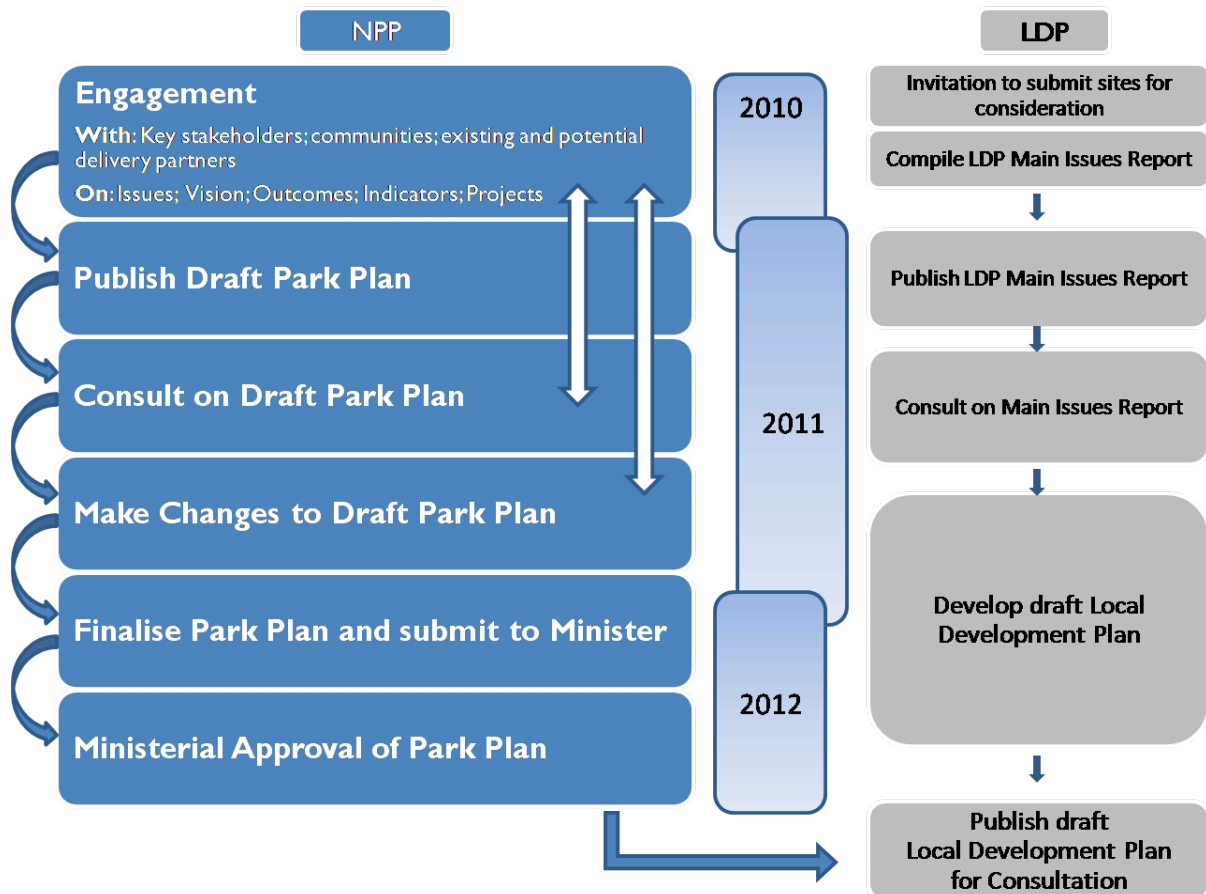 NPP
Engagement
With: Key stakeholders; communities; existing and potential
delivery partners
On: Issues; Vision; Outcomes; Indicators; Projects
Publish Draft Park Plan
Consult on Draft Park Plan
Make Changes to Draft Park Plan
Finalise Park Plan and submit to Minister
Ministerial Approval of Park Plan
2010
2011
2012
LDP
Invitation to submit sites for
consideration
Compile LDP Main Issues Report
Publish LDP Main Issues Report
Consult on Main Issues Report
Develop draft Local
Development Plan
Publish draft
Local Development Plan
for Consultation